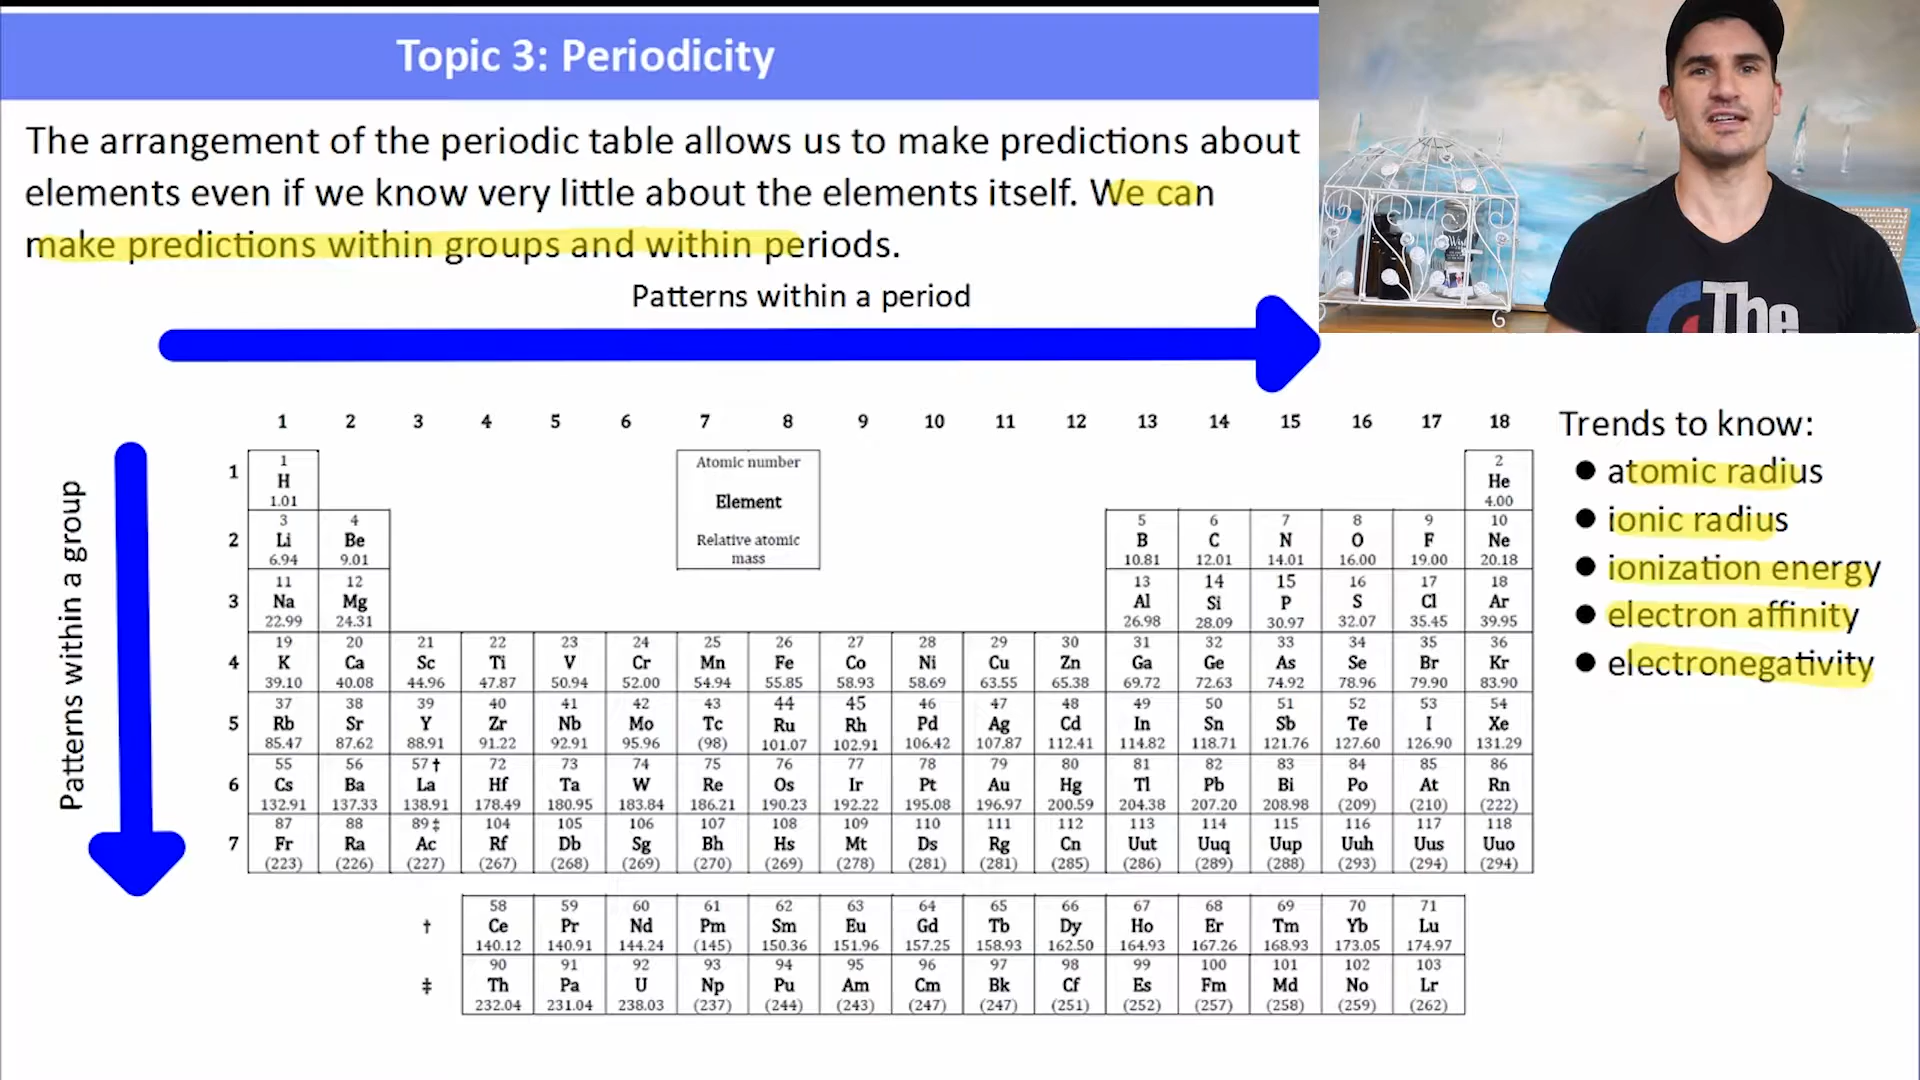 Topic 3: Periodicity
The arrangement of the periodic table allows us to make predictions about
elements even if we know very little about the elements itself. We can
make predictions within groups and within periods.
The
Patterns within a period
Patterns within a group
1 2 3 4 5 6 7 8 9 10 11 12 13 14 15 16 17 18
Atomic number
Element
Relative atomic
mass
1
1 2
H He
1.01 4.00
2
3 4 5 6 7 8 9 10
Li Be B C N O F Ne
6.94 9.01 10.81 12.01 14.01 16.00 19.00 20.18
3
11 12 13 14 15 16 17 18
Na Mg Al Si P S Cl Ar
22.99 24.31 26.98 28.09 30.97 32.07 35.45 39.95
4
19 20 21 22 23 24 25 26 27 28 29 30 31 32 33 34 35 36
K Ca Sc Ti V Cr Mn Fe Co Ni Cu Zn Ga Ge As Se Br Kr
39.10 40.08 44.96 47.87 50.94 52.00 54.94 55.85 58.93 58.69 63.55 65.38 69.72 72.63 74.92 78.96 79.90 83.90
5
37 38 39 40 41 42 43 44 45 46 47 48 49 50 51 52 53 54
Rb Sr Y Zr Nb Mo Tc Ru Rh Pd Ag Cd In Sn Sb Te I Xe
85.47 87.62 88.91 91.22 92.91 95.96 (98) 101.07 102.91 106.42 107.87 112.41 114.82 118.71 121.76 127.60 126.90 131.29
6
55 56 57† 72 73 74 75 76 77 78 79 80 81 82 83 84 85 86
Cs Ba La Hf Ta W Re Os Ir Pt Au Hg Tl Pb Bi Po At Rn
132.91 137.33 138.91 178.49 180.95 183.84 186.21 190.23 192.22 195.08 196.97 200.59 204.38 207.20 208.98 (209) (210) (222)
7
87 88 89‡ 104 105 106 107 108 109 110 111 112 113 114 115 116 117 118
Fr Ra Ac Rf Db Sg Bh Hs Mt Ds Rg Cn Uut Uuq Uup Uuh Uus Uuo
(223) (226) (227) (267) (268) (269) (270) (269) (278) (281) (281) (285) (286) (289) (288) (293) (294) (294)
†
58 59 60 61 62 63 64 65 66 67 68 69 70 71
Ce Pr Nd Pm Sm Eu Gd Tb Dy Ho Er Tm Yb Lu
140.12 140.91 144.24 (145) 150.36 151.96 157.25 158.93 162.50 164.93 167.26 168.93 173.05 174.97
‡
90 91 92 93 94 95 96 97 98 99 100 101 102 103
Th Pa U Np Pu Am Cm Bk Cf Es Fm Md No Lr
232.04 231.04 238.03 (237) (244) (243) (247) (247) (251) (252) (257) (258) (259) (262)
Trends to know:
● atomic radius
● ionic radius
● ionization energy
● electron affinity
● electronegativity